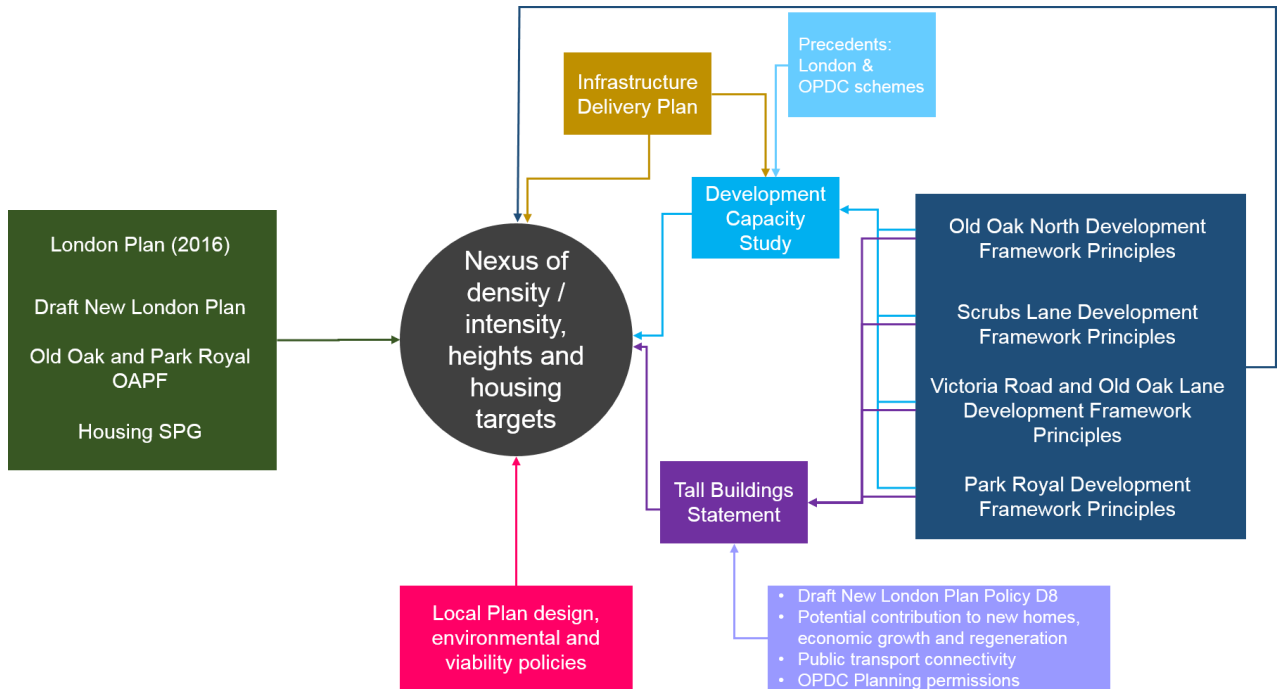 Precedents:
London &
OPDC schemes
Infrastructure
Delivery Plan
Development
Capacity
Study
London Plan (2016)
Draft New London Plan
Old Oak and Park Royal
OAPF
Housing SPG
Nexus of
density /
intensity,
heights and
housing
targets
Old Oak North Development
Framework Principles
Scrubs Lane Development
Framework Principles
Victoria Road and Old Oak Lane
Development Framework
Principles
Park Royal Development
Framework Principles
Tall Buildings
Statement
Local Plan design,
environmental and
viability policies
• Draft New London Plan Policy D8
• Potential contribution to new homes,
economic growth and regeneration
• Public transport connectivity
• OPDC Planning permissions